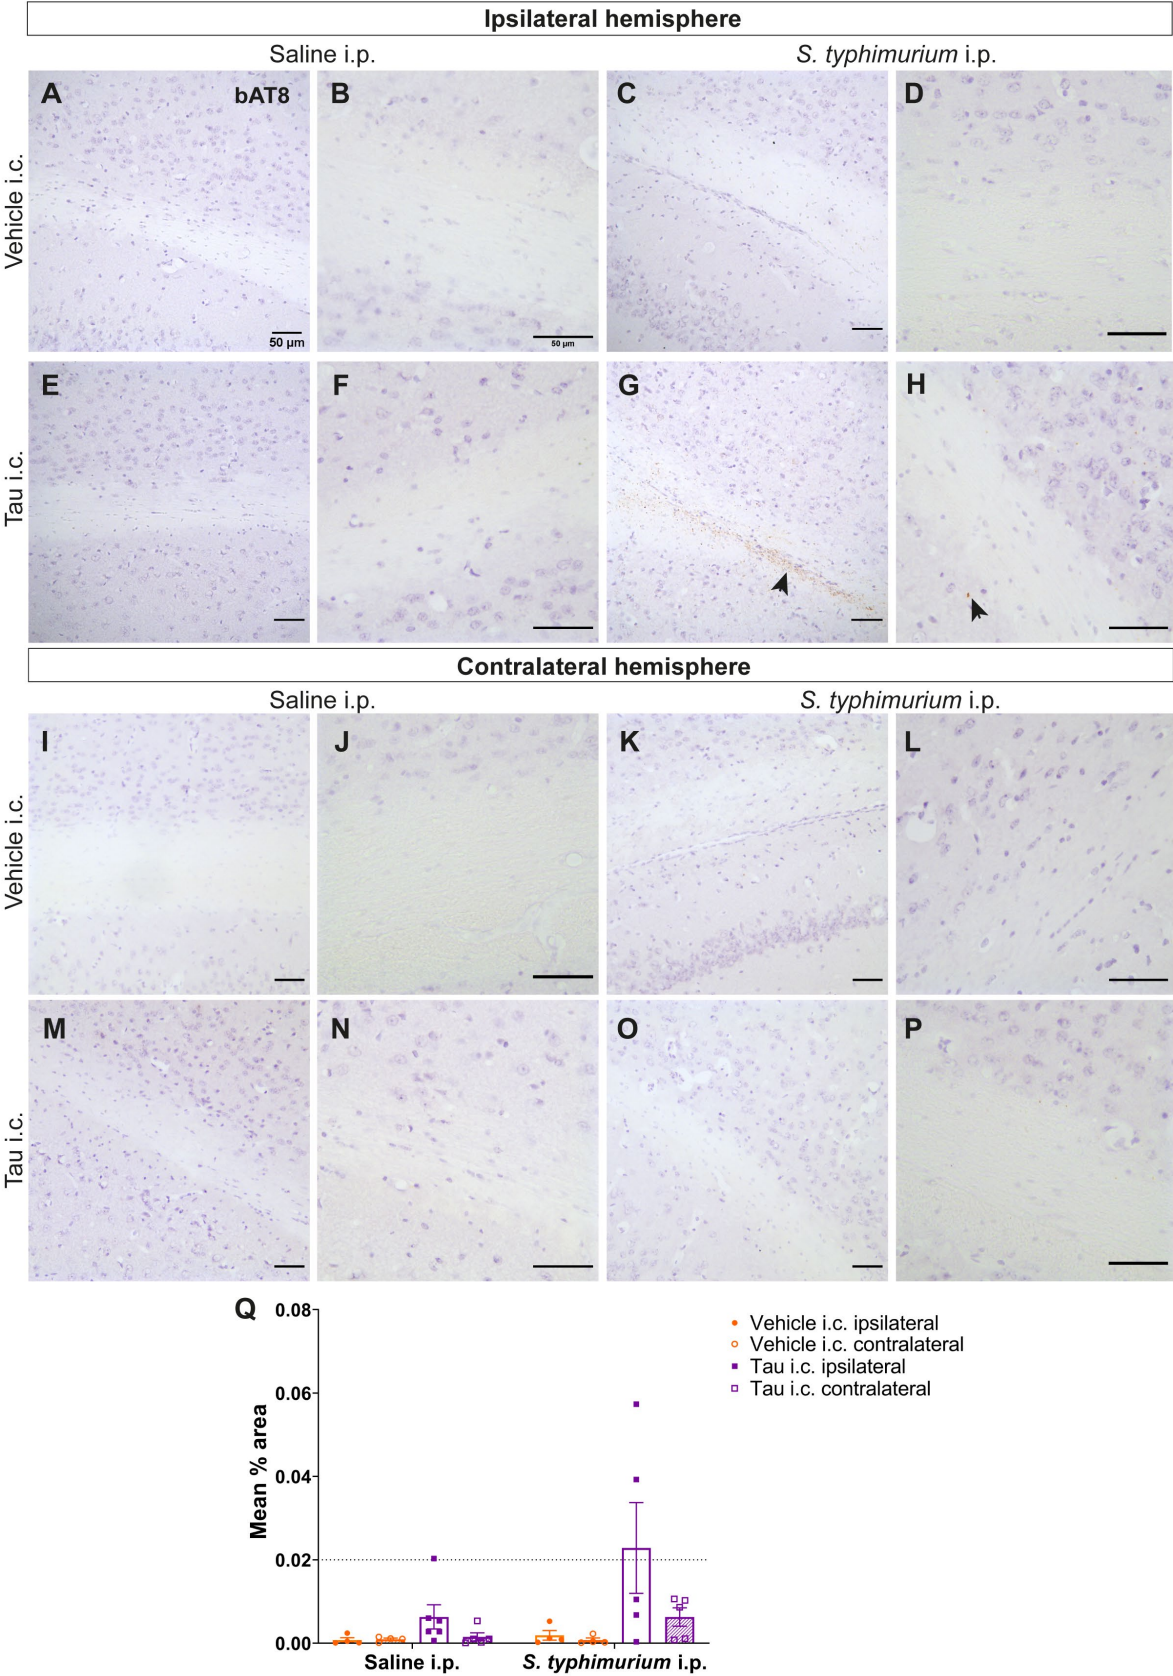 Ipsilateral hemisphere
Saline i.p.
S. typhimurium i.p.
Vehicle i.c.
A
bAT8
B
C
D
50 µm
50 µm
Tau i.c.
E
F
G
H
Contralateral hemisphere
Saline i.p.
S. typhimurium i.p.
Vehicle i.c.
I
J
K
L
Tau i.c.
M
N
O
P
Q
Mean % area
0.08
0.06
0.04
0.02
0.00
Saline i.p.
S. typhimurium i.p.
Vehicle i.c. ipsilateral
Vehicle i.c. contralateral
Tau i.c. ipsilateral
Tau i.c. contralateral